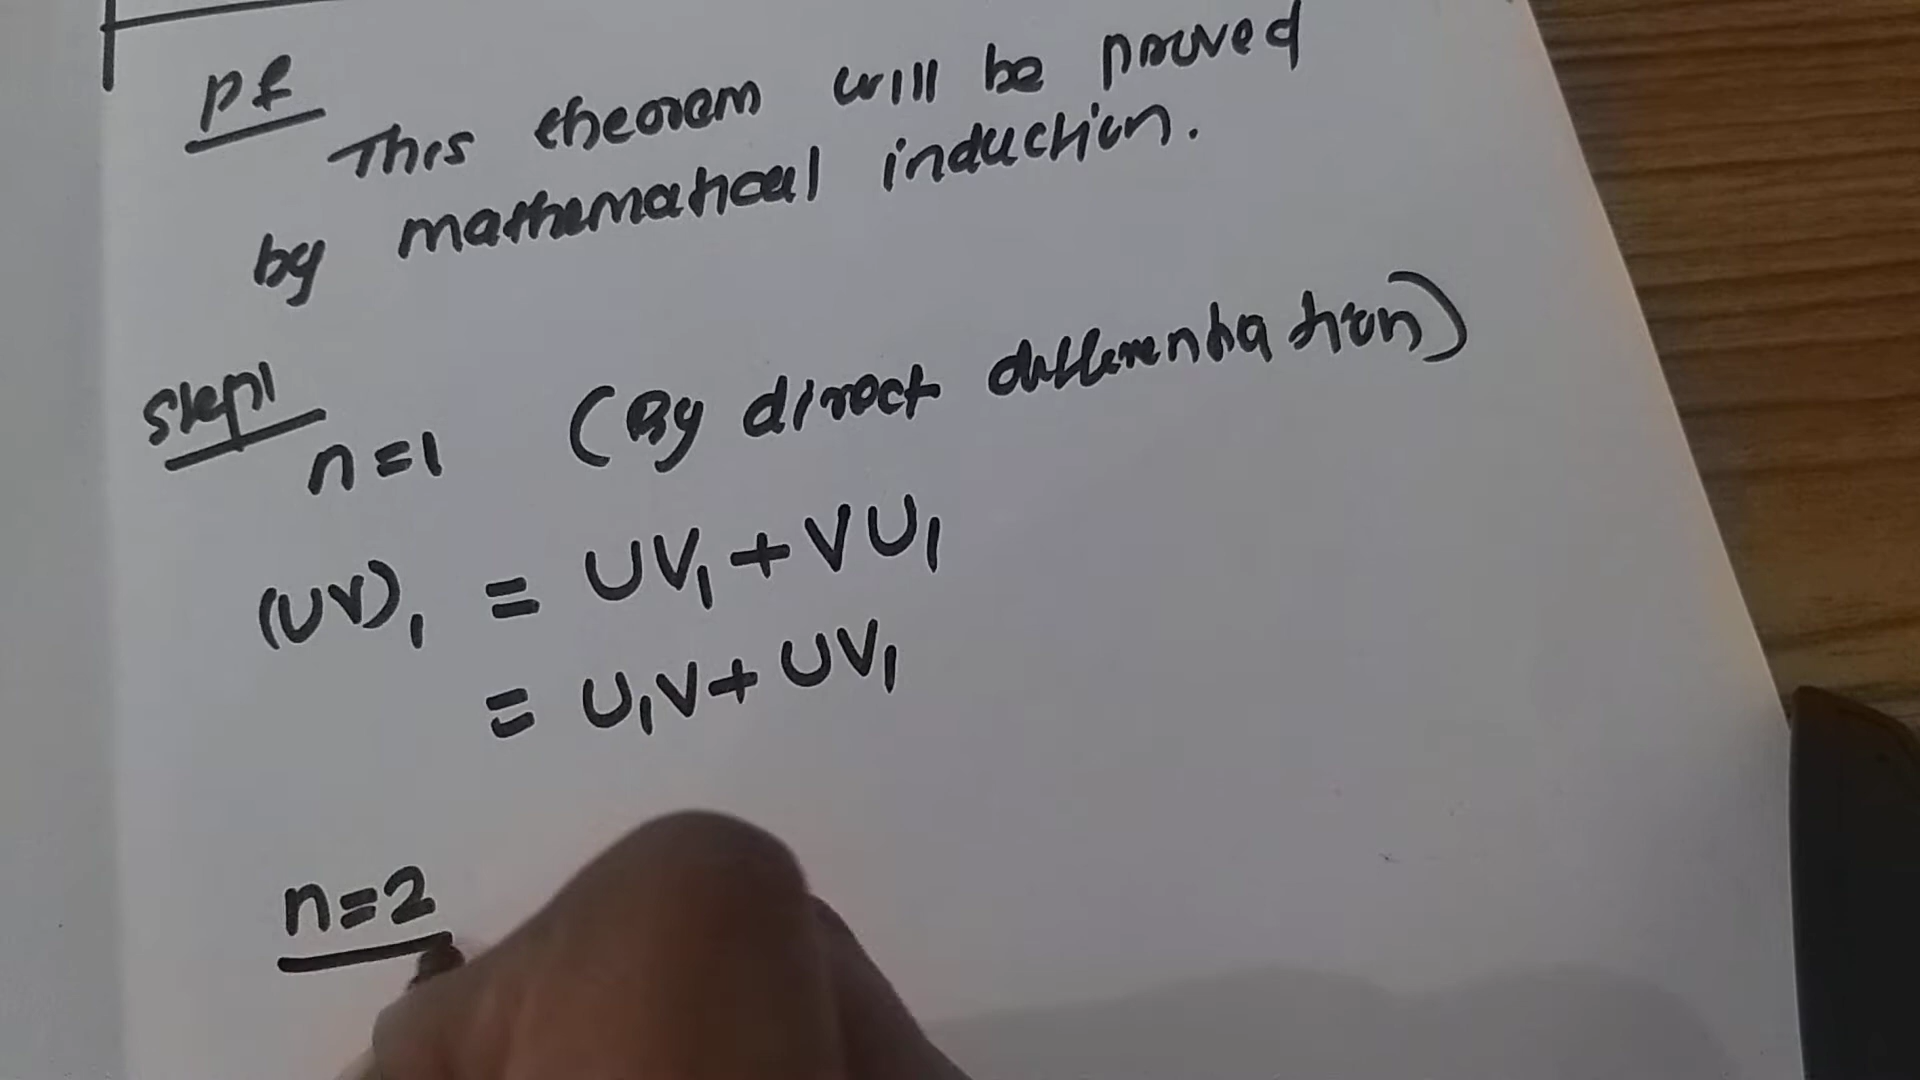 pf
This theorem will be proved
by mathematical induction.
Step1
n=1 (By direct differentiation)
(UV)₁ = UV₁ + VU₁
= U₁V + UV₁
n=2